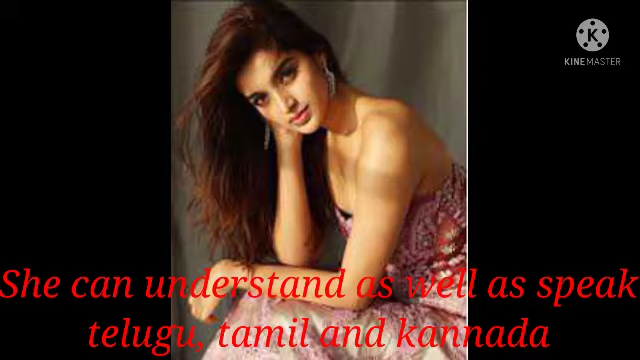 K
KINEMASTER
She can understand as well as speak
telugu, tamil and kannada